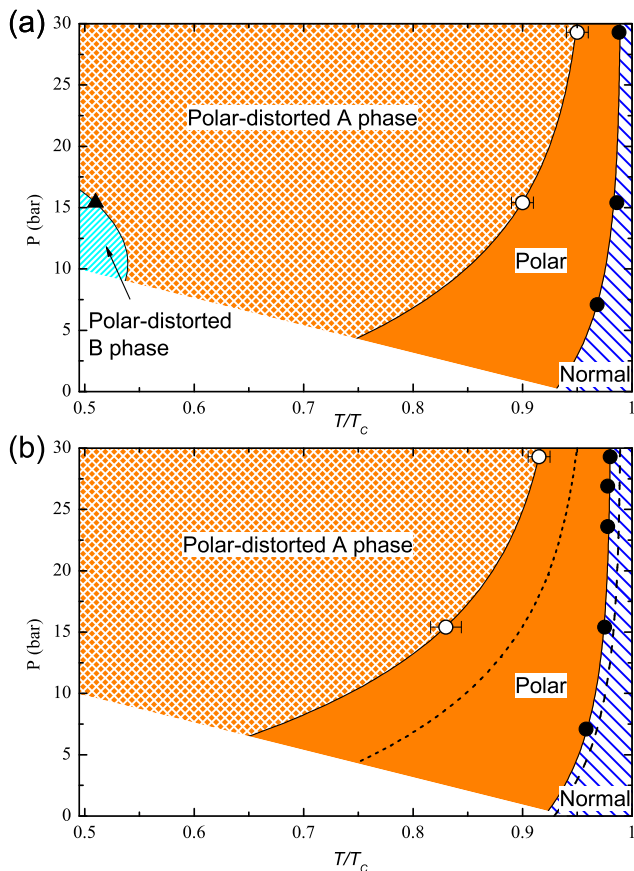 (a)
30
25
20
15
10
5
0
P (bar)
Polar-distorted A phase
Polar
Polar-distorted
B phase
Normal
0.5
0.6
0.7
0.8
0.9
1
T/T_C
(b)
30
25
20
15
10
5
0
P (bar)
Polar-distorted A phase
Polar
Normal
0.5
0.6
0.7
0.8
0.9
1
T/T_C